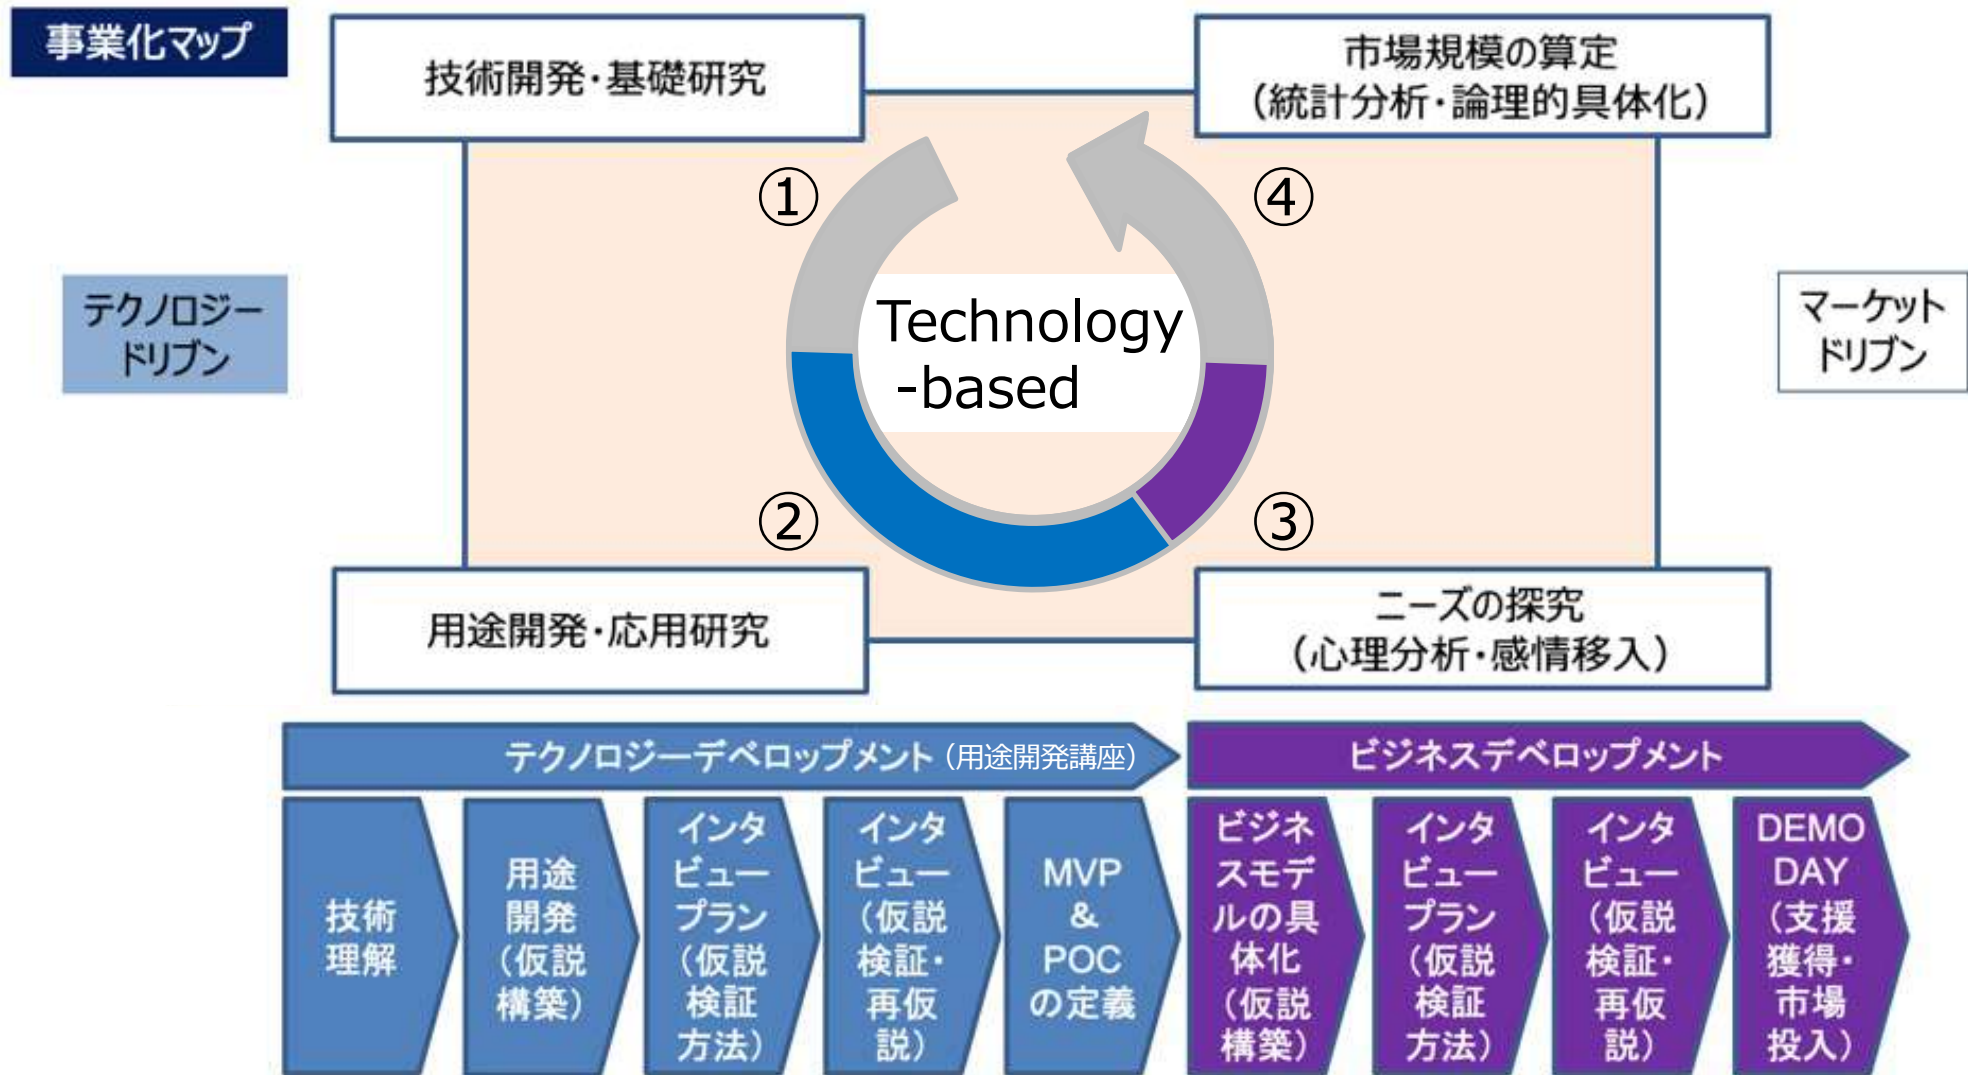 事業化マップ
技術開発・基礎研究
市場規模の算定
（統計分析・論理的具体化）
①
④
テクノロジー
ドリブン
Technology
-based
マーケット
ドリブン
②
③
用途開発・応用研究
ニーズの探究
（心理分析・感情移入）
テクノロジーデベロップメント（用途開発講座）
ビジネスデベロップメント
技術
理解
用途
開発
（仮説
構築）
インタ
ビュー
プラン
（仮説
検証
方法）
インタ
ビュー
（仮説
検証・
再仮
説）
MVP
&
POC
の定義
ビジネ
スモデ
ルの具
体化
（仮説
構築）
インタ
ビュー
プラン
（仮説
検証
方法）
インタ
ビュー
（仮説
検証・
再仮
説）
DEMO
DAY
（支援
獲得・
市場
投入）